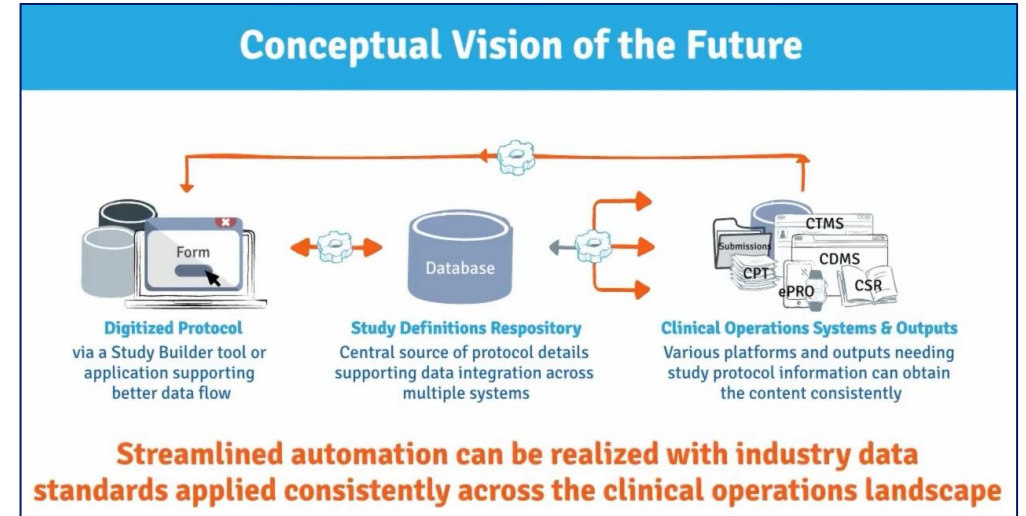 Conceptual Vision of the Future
Form
Database
Submissions
CPT
CTMS
CDMS
ePRO
CSR
Digitized Protocol
via a Study Builder tool or
application supporting
better data flow
Study Definitions Respository
Central source of protocol details
supporting data integration across
multiple systems
Clinical Operations Systems & Outputs
Various platforms and outputs needing
study protocol information can obtain
the content consistently
Streamlined automation can be realized with industry data
standards applied consistently across the clinical operations landscape